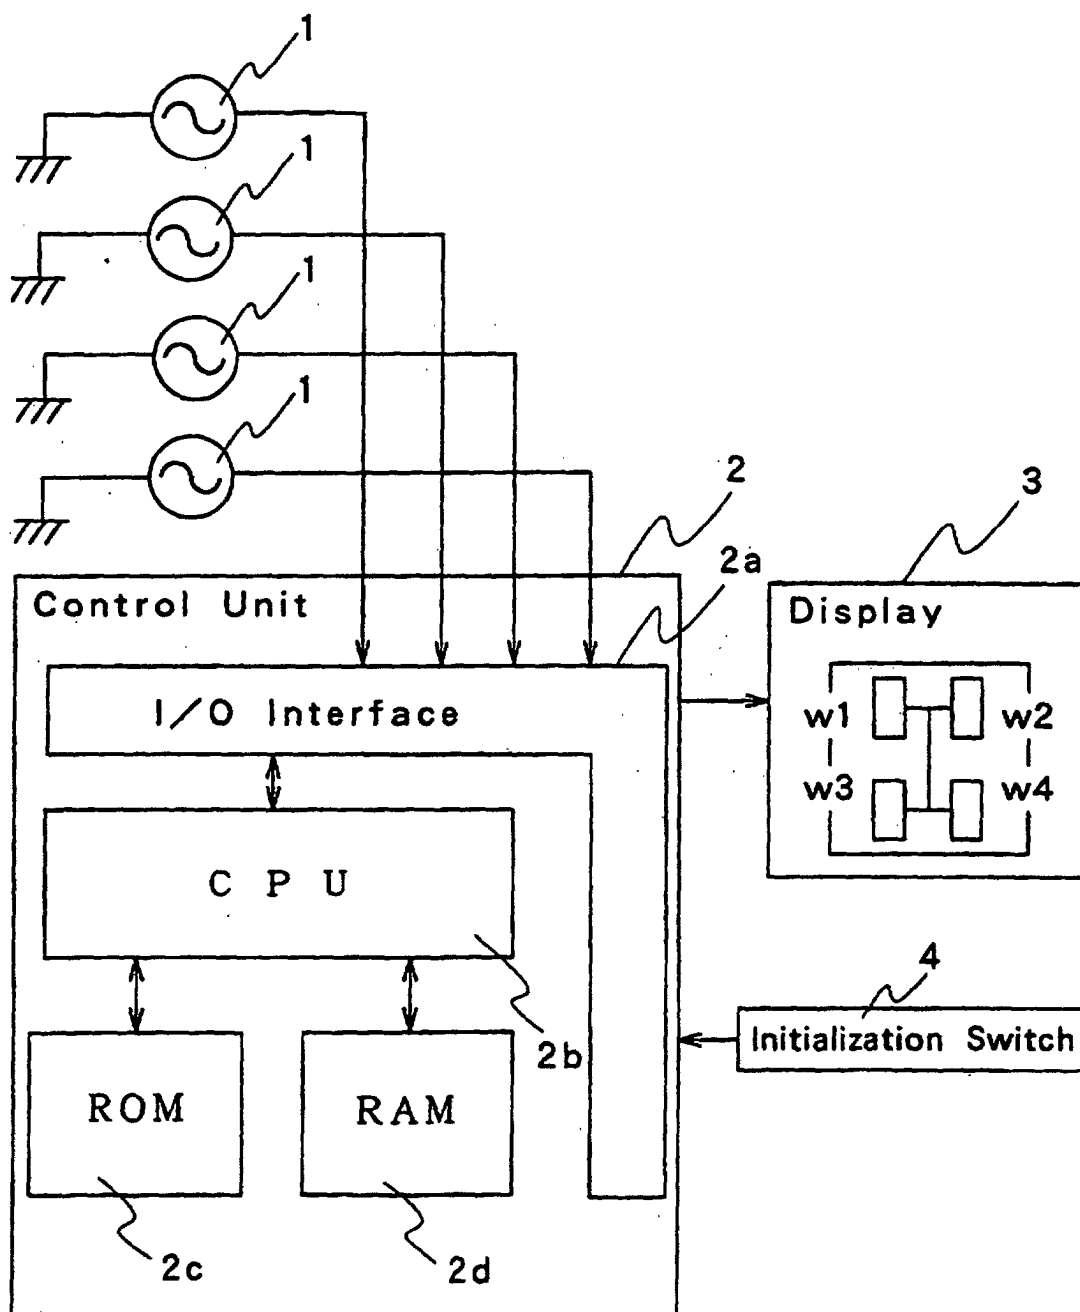 1
1
1
1
2
3
2a
Control Unit
Display
I/O Interface
w1
w2
w3
w4
CPU
4
Initialization Switch
2b
ROM
RAM
2c
2d